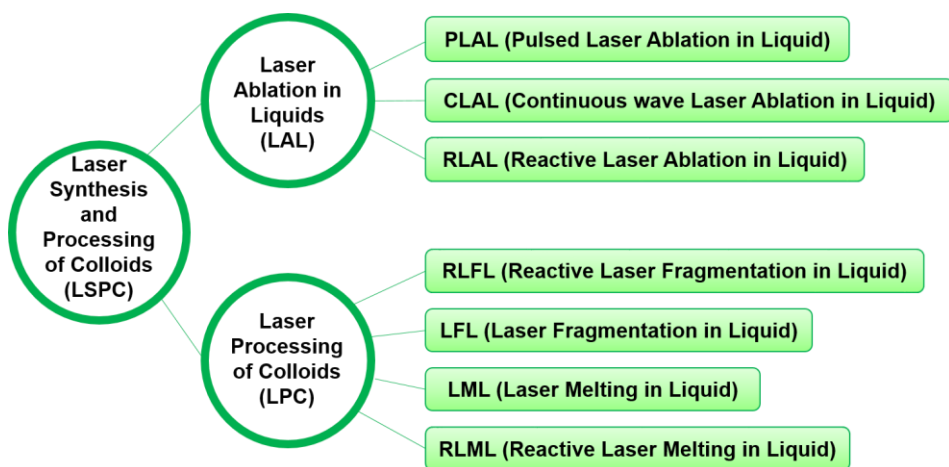 Laser
Synthesis
and
Processing
of Colloids
(LSPC)
Laser
Ablation in
Liquids
(LAL)
PLAL (Pulsed Laser Ablation in Liquid)
CLAL (Continuous wave Laser Ablation in Liquid)
RLAL (Reactive Laser Ablation in Liquid)
Laser
Processing
of Colloids
(LPC)
RLFL (Reactive Laser Fragmentation in Liquid)
LFL (Laser Fragmentation in Liquid)
LML (Laser Melting in Liquid)
RLML (Reactive Laser Melting in Liquid)